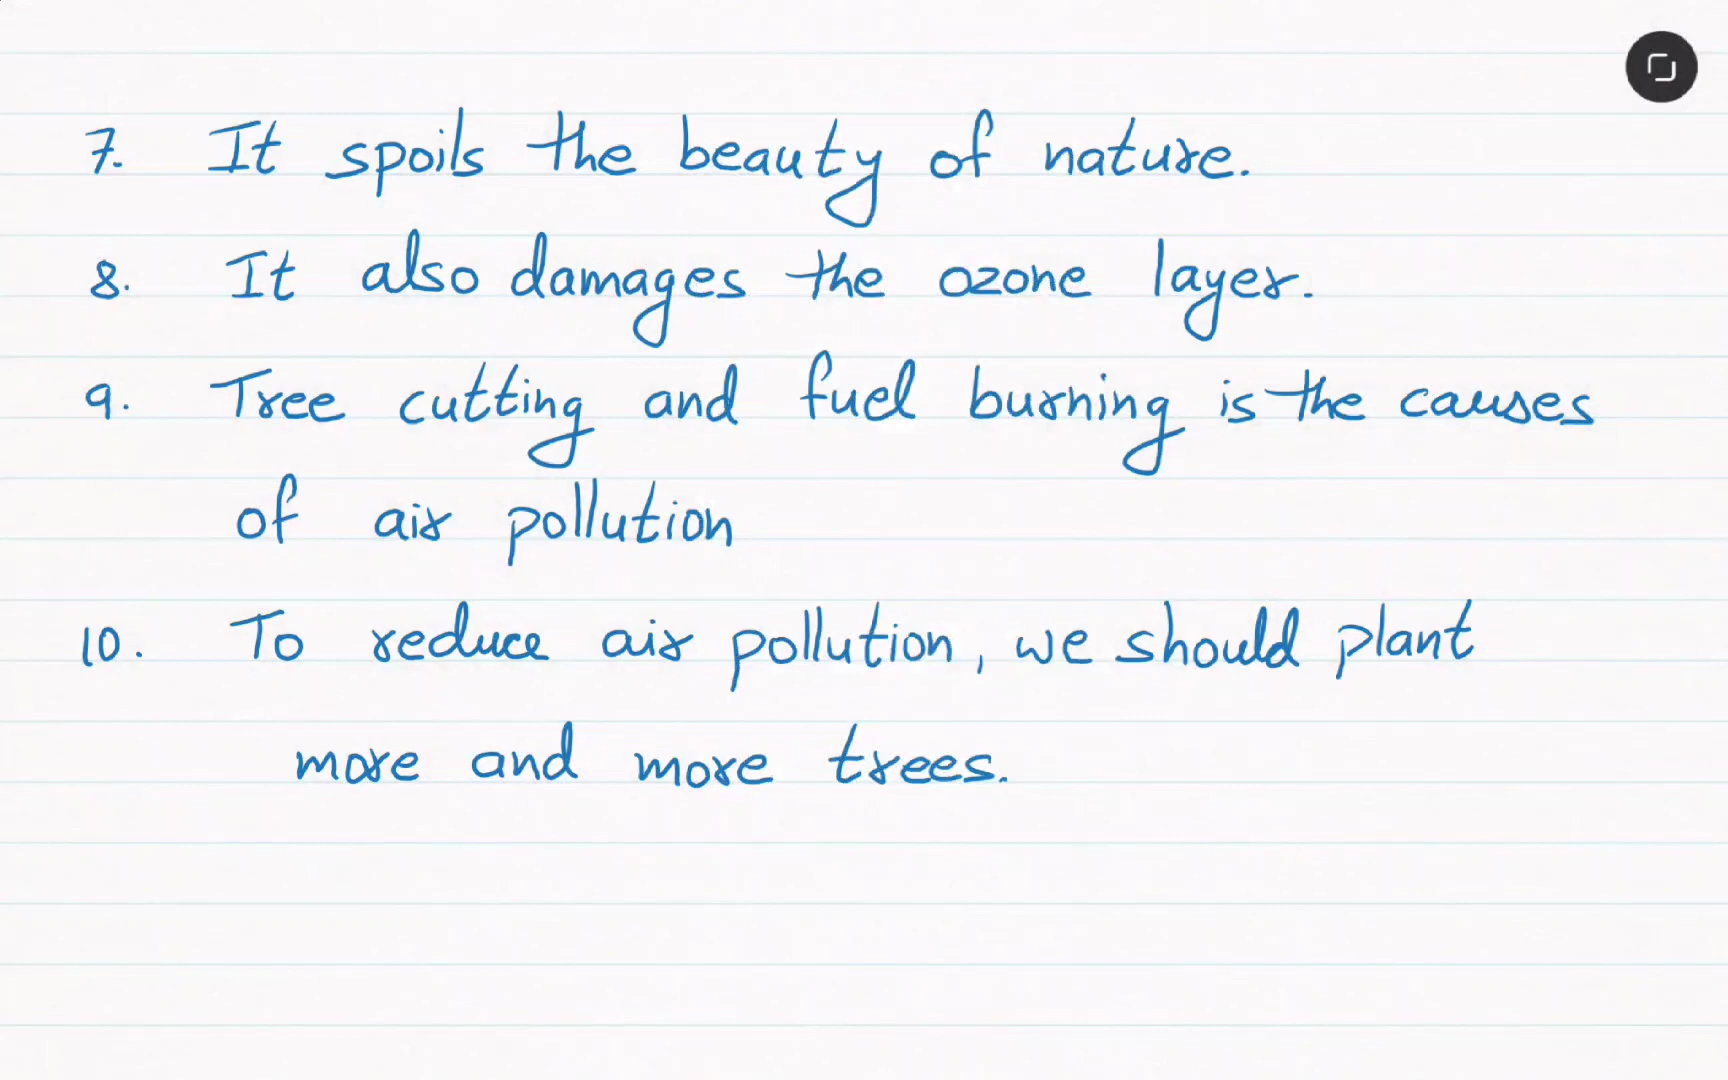 7. It spoils the beauty of nature.
8. It also damages the ozone layer.
9. Tree cutting and fuel burning is the causes
of air pollution
10. To reduce air pollution, we should plant
more and more trees.